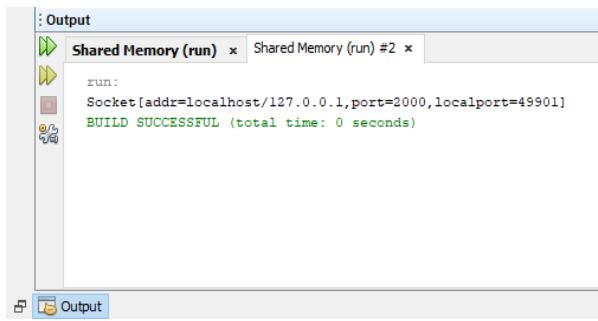 Output
Shared Memory (run) × Shared Memory (run) #2 ×
run:
Socket[addr=localhost/127.0.0.1,port=2000,localport=49901]
BUILD SUCCESSFUL (total time: 0 seconds)
Output